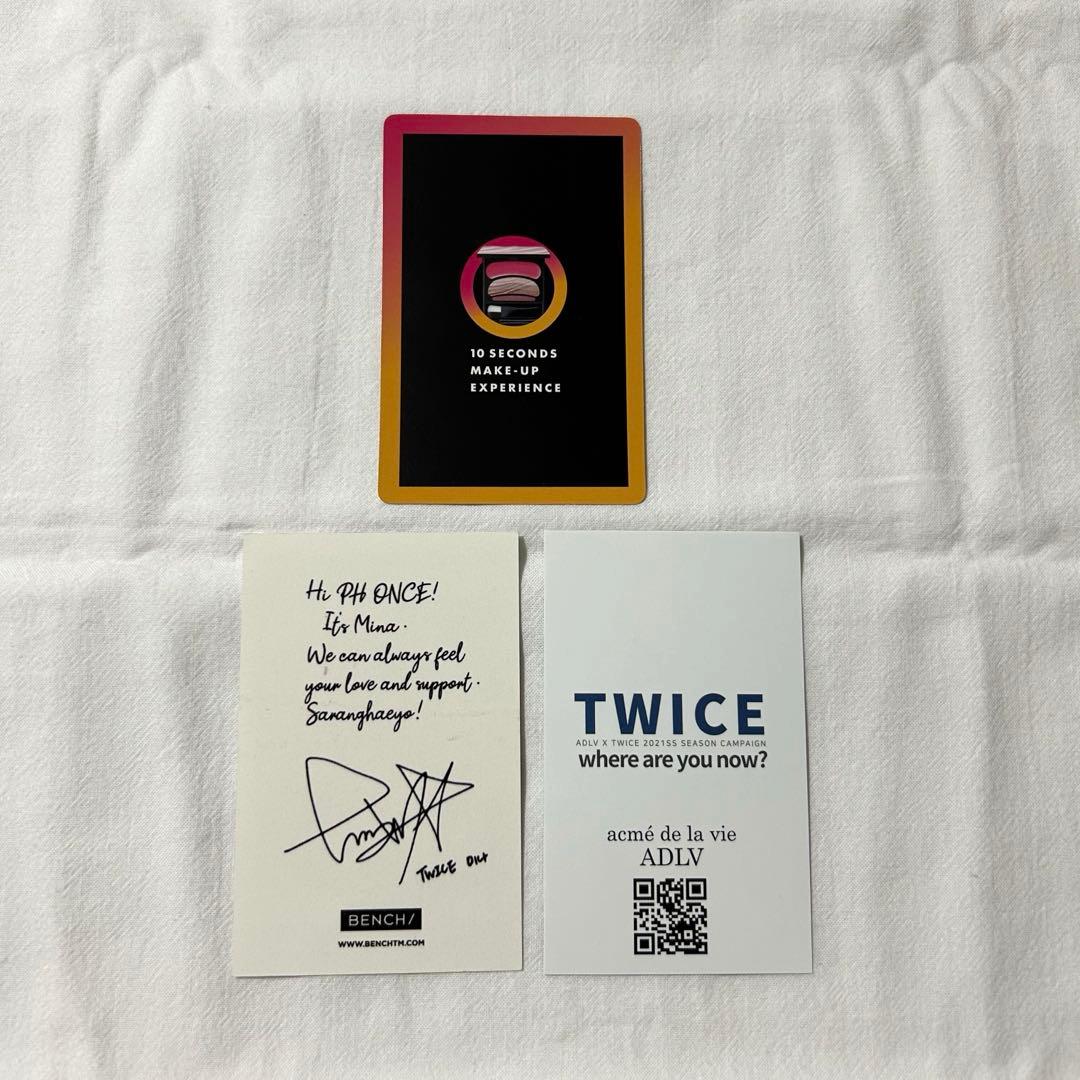 10 SECONDS
MAKE-UP
EXPERIENCE
Hi PH ONCE!
It's Mina.
We can always feel
your love and support.
Saranghaeyo!
TWICE 미나
BENCH/
WWW.BENCHTM.COM
TWICE
ADLV X TWICE 2021SS SEASON CAMPAIGN
where are you now?
acmé de la vie
ADLV